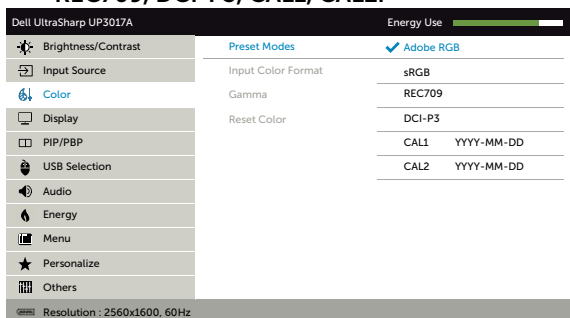 REC709, DCI-P3, CAL1, CAL2.
Dell UltraSharp UP3017A Energy Use
Brightness/Contrast Preset Modes Adobe RGB
Input Source Input Color Format sRGB
Color Gamma REC709
Display Reset Color DCI-P3
PIP/PBP CAL1 YYYY-MM-DD
USB Selection CAL2 YYYY-MM-DD
Audio
Energy
Menu
Personalize
Others
Resolution : 2560x1600, 60Hz